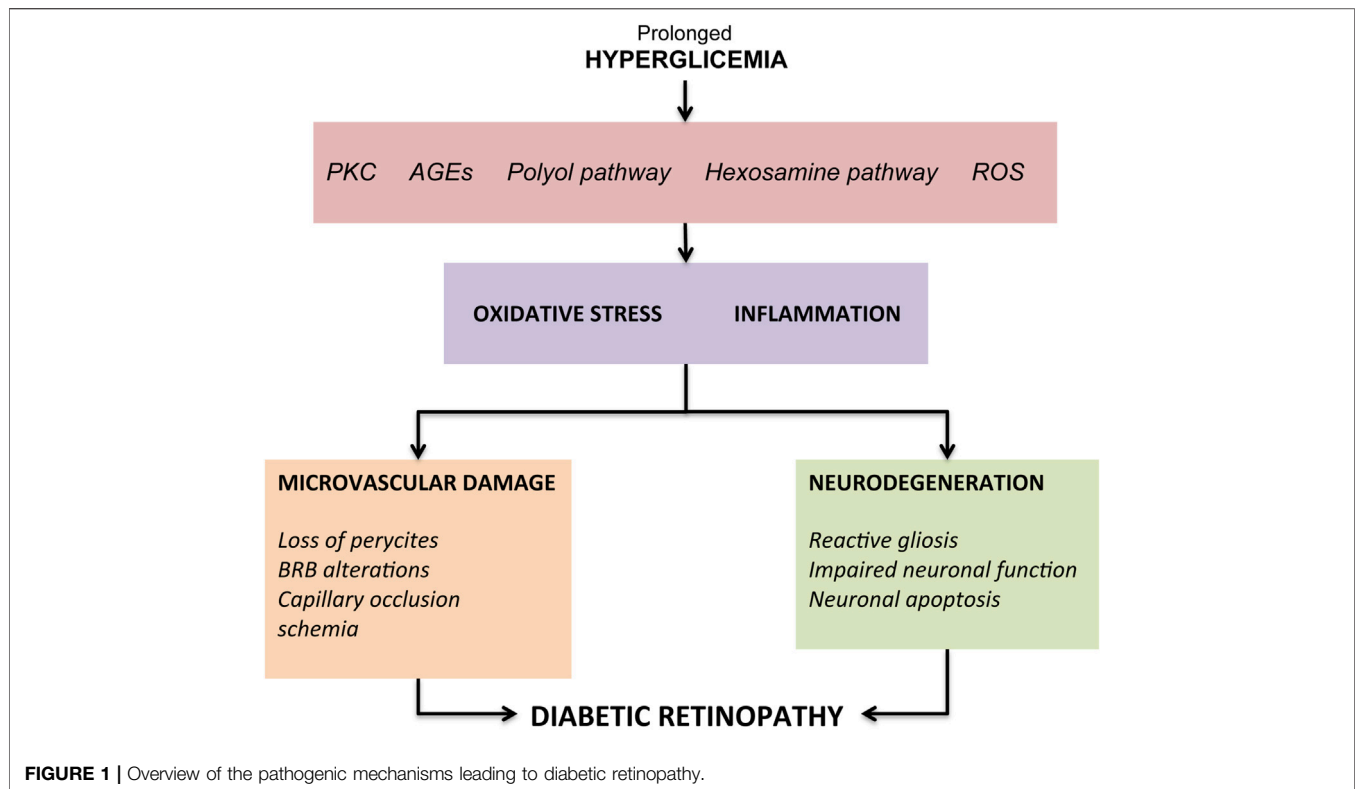 Prolonged
HYPERGLICEMIA
PKC AGEs Polyol pathway Hexosamine pathway ROS
OXIDATIVE STRESS INFLAMMATION
MICROVASCULAR DAMAGE
Loss of perycites
BRB alterations
Capillary occlusion
schemia
NEURODEGENERATION
Reactive gliosis
Impaired neuronal function
Neuronal apoptosis
DIABETIC RETINOPATHY
FIGURE 1 | Overview of the pathogenic mechanisms leading to diabetic retinopathy.